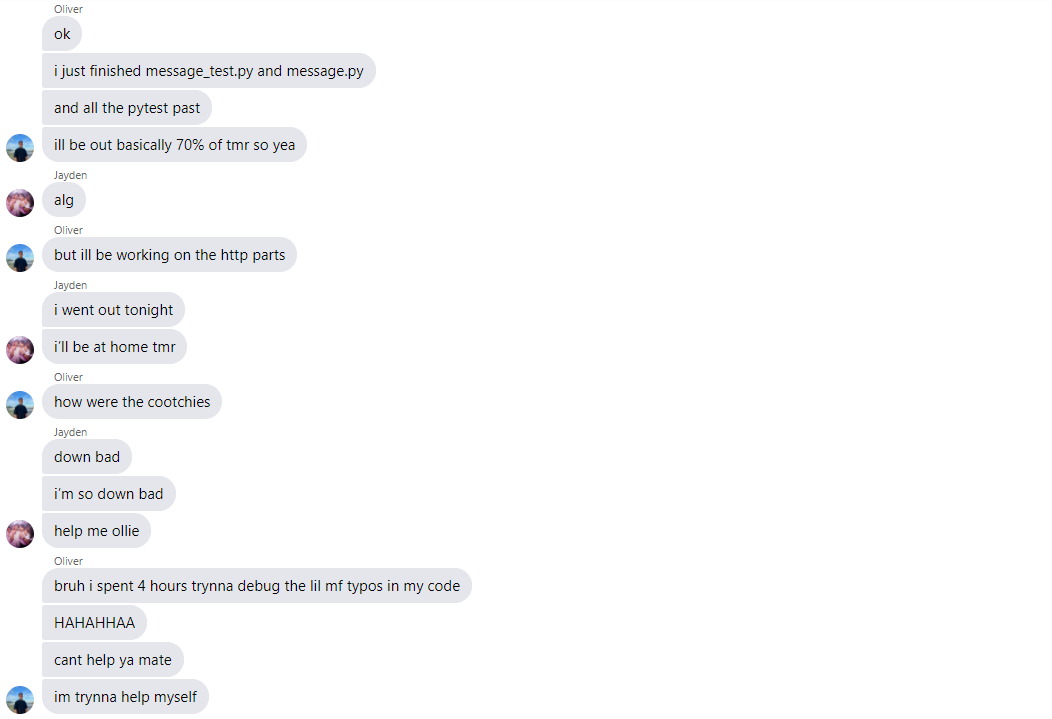 Oliver
ok
i just finished message_test.py and message.py
and all the pytest past
ill be out basically 70% of tmr so yea
Jayden
alg
Oliver
but ill be working on the http parts
Jayden
i went out tonight
i'll be at home tmr
Oliver
how were the cootchies
Jayden
down bad
i'm so down bad
help me ollie
Oliver
bruh i spent 4 hours trynna debug the lil mf typos in my code
HAHAHHAA
cant help ya mate
im trynna help myself